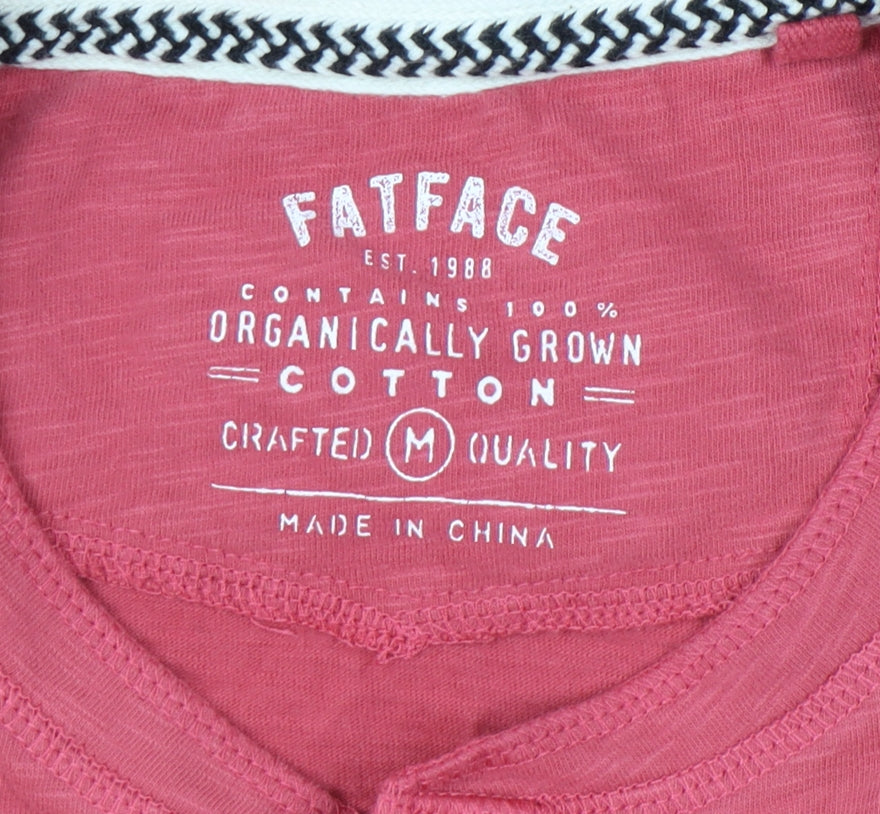 FATFACE
EST. 1988
CONTAINS 100%
ORGANICALLY GROWN
COTTON
CRAFTED M QUALITY
MADE IN CHINA